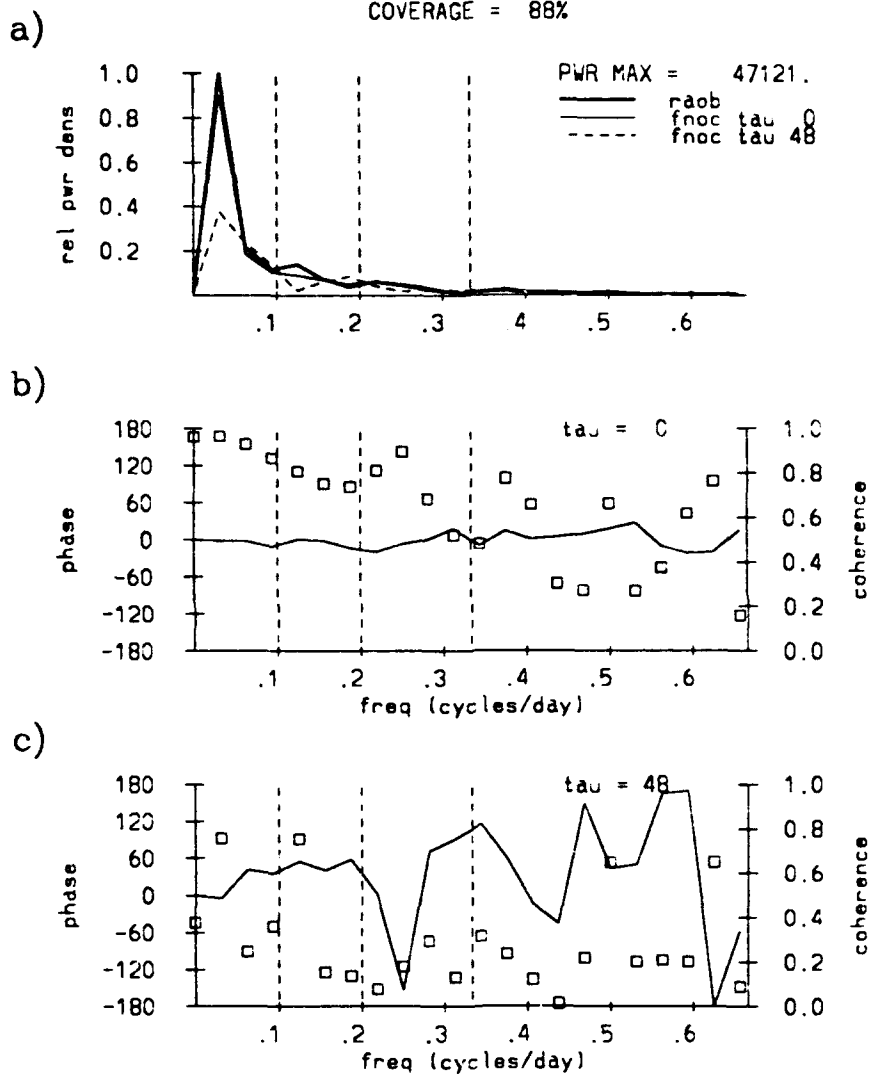 COVERAGE = 88%
a)
PWR MAX = 47121.
raob
fnoc tau 0
fnoc tau 48
rel pwr dens
1.0
0.8
0.6
0.4
0.2
.1 .2 .3 .4 .5 .6
b)
tau = 0
phase
180
120
60
0
-60
-120
-180
coherence
1.0
0.8
0.6
0.4
0.2
0.0
.1 .2 .3 .4 .5 .6
freq (cycles/day)
c)
tau = 48
phase
180
120
60
0
-60
-120
-180
coherence
1.0
0.8
0.6
0.4
0.2
0.0
.1 .2 .3 .4 .5 .6
freq (cycles/day)